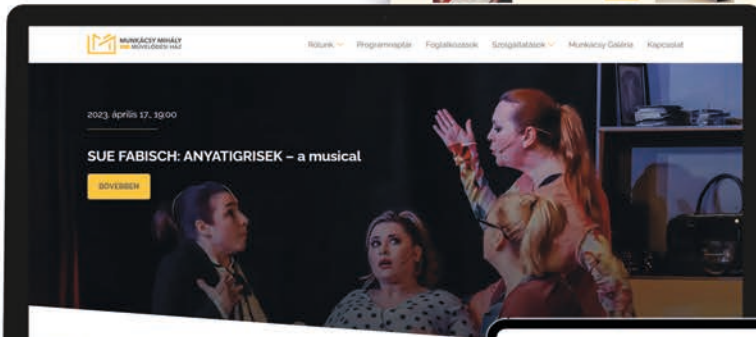 MUNKÁCSY MIHÁLY
MŰVELŐDÉSI HÁZ
Rólunk
Programnaptár
Foglalkozások
Szolgáltatások
Munkácsy Galéria
Kapcsolat
2023. április 17., 19:00
SUE FABISCH: ANYATIGRISEK – a musical
BŐVEBBEN